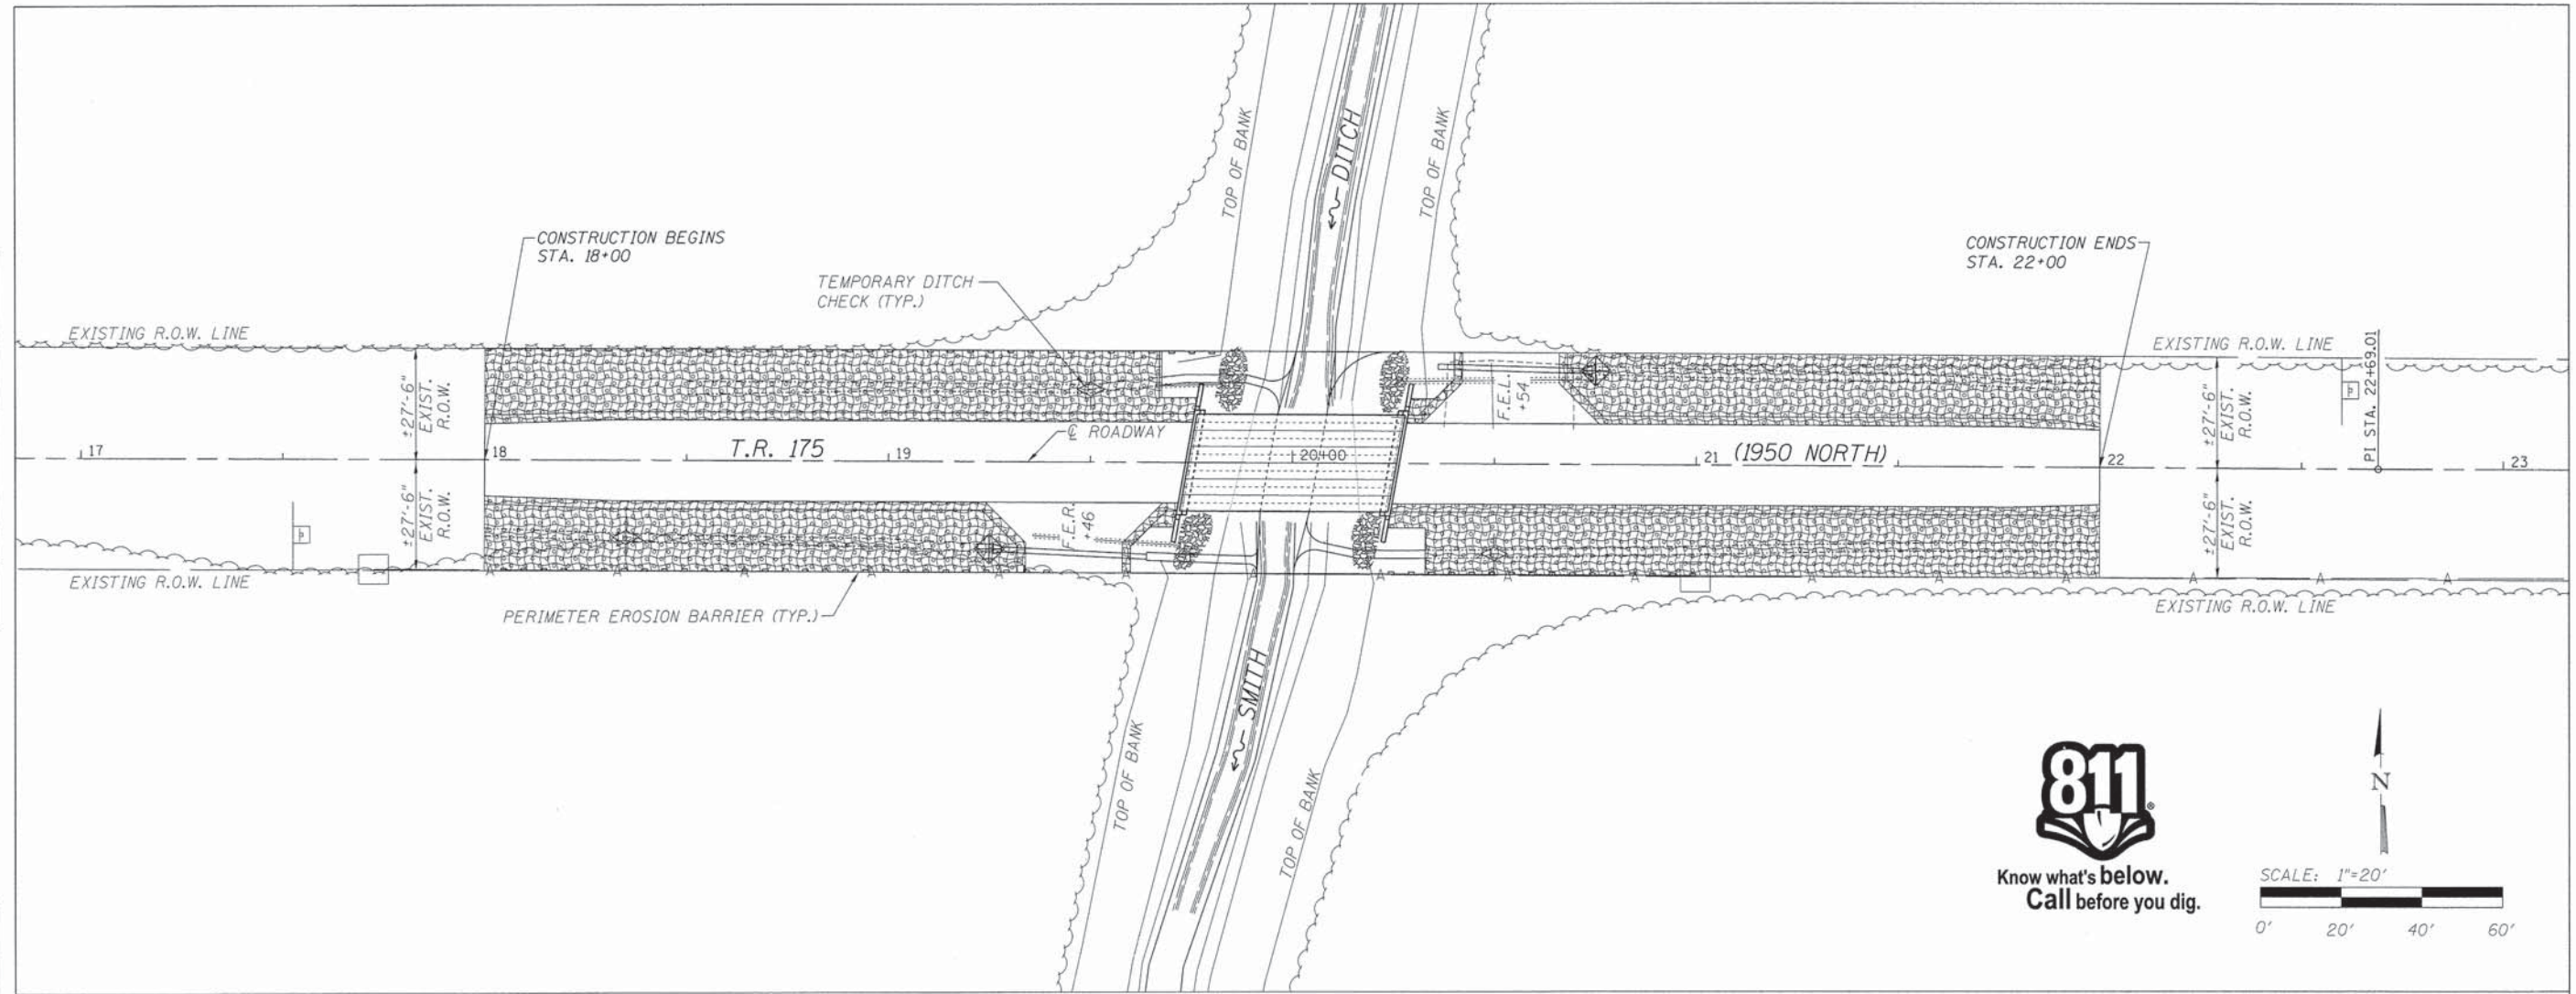 TOP OF BANK
DITCH
TOP OF BANK
CONSTRUCTION BEGINS
STA. 18+00
TEMPORARY DITCH
CHECK (TYP.)
CONSTRUCTION ENDS
STA. 22+00
EXISTING R.O.W. LINE
EXISTING R.O.W. LINE
PI STA. 22+69.01
±27'-6"
EXIST.
R.O.W.
F.E.L.
+54
±27'-6"
EXIST.
R.O.W.
17
18
T.R. 175
19
℄ ROADWAY
20+00
21
(1950 NORTH)
22
23
±27'-6"
EXIST.
R.O.W.
F.E.R.
+46
±27'-6"
EXIST.
R.O.W.
EXISTING R.O.W. LINE
PERIMETER EROSION BARRIER (TYP.)
EXISTING R.O.W. LINE
SMITH
TOP OF BANK
TOP OF BANK
N
811®
Know what's below.
Call before you dig.
SCALE: 1"=20'
0' 20' 40' 60'